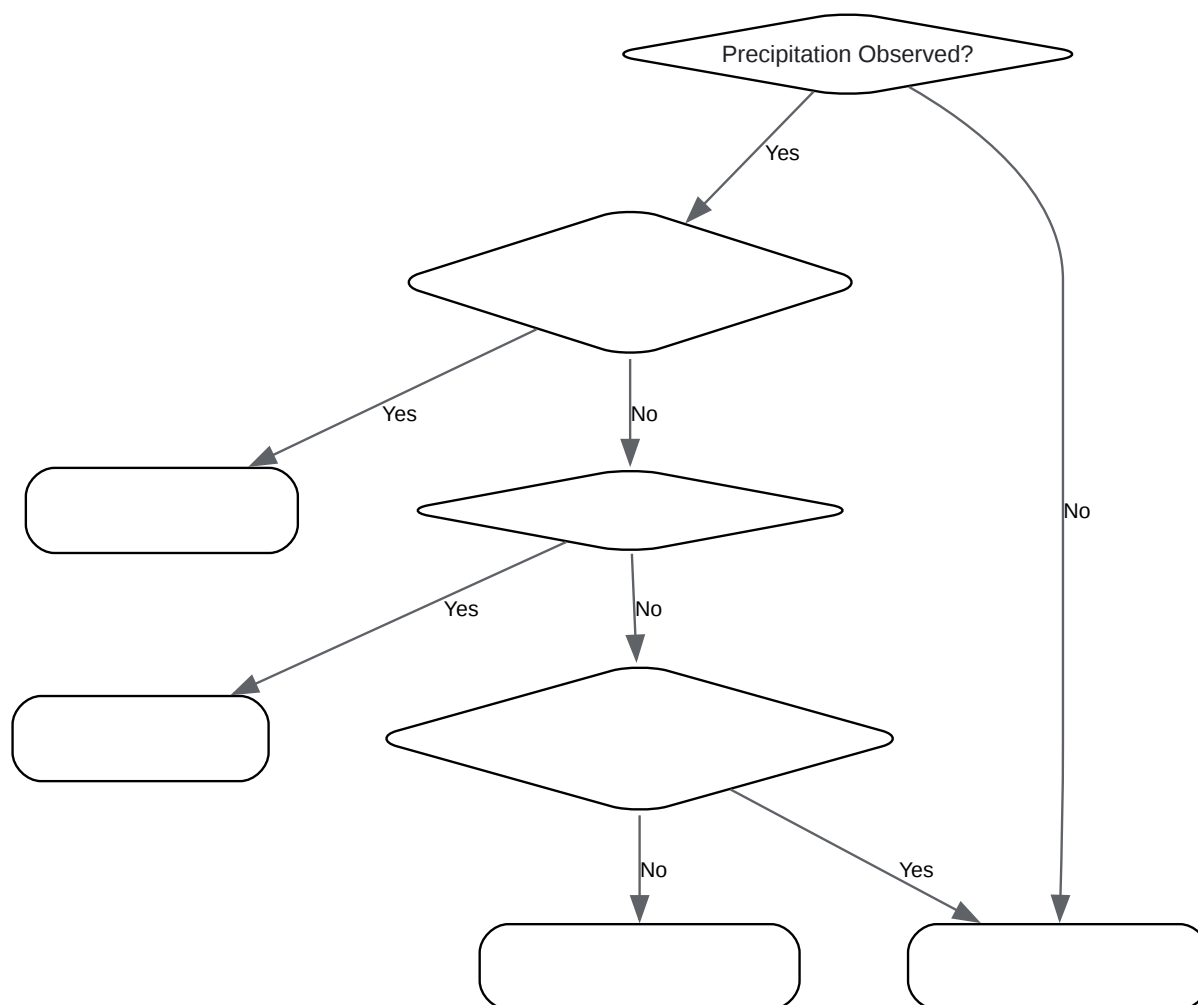 Precipitation Observed?
Yes
Yes
No
No
Yes
No
No
Yes